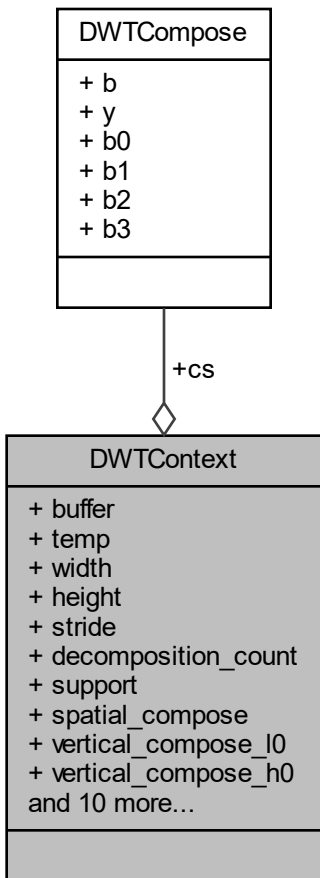 DWTCompose
+ b
+ y
+ b0
+ b1
+ b2
+ b3
+cs
DWTContext
+ buffer
+ temp
+ width
+ height
+ stride
+ decomposition_count
+ support
+ spatial_compose
+ vertical_compose_l0
+ vertical_compose_h0
and 10 more...